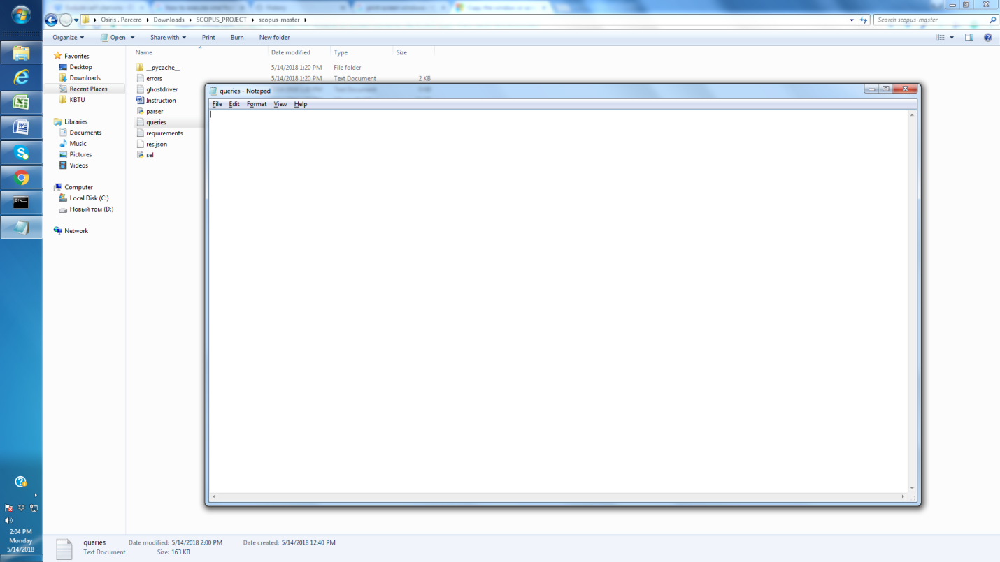 Osiris . Parcero ▸ Downloads ▸ SCOPUS_PROJECT ▸ scopus-master ▸
Search scopus-master
Organize Open Share with Print Burn New folder
Name Date modified Type Size
Favorites
Desktop
Downloads
Recent Places
KBTU
Libraries
Documents
Music
Pictures
Videos
Computer
Local Disk (C:)
Новый том (D:)
Network
__pycache__ 5/14/2018 1:20 PM File folder
errors 5/14/2018 1:20 PM Text Document 2 KB
ghostdriver
Instruction
parser
queries
requirements
res.json
sel
queries - Notepad
File Edit Format View Help
2:04 PM
Monday
5/14/2018
queries Date modified: 5/14/2018 2:00 PM Date created: 5/14/2018 12:40 PM
Text Document Size: 163 KB